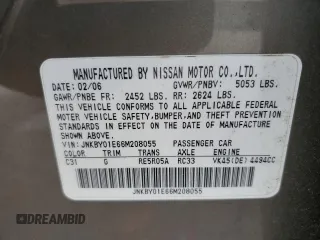 MANUFACTURED BY NISSAN MOTOR CO.,LTD.
DATE: 02/06 GVWR/PNBV: 5053 LBS.
GAWR/PNBE FR: 2452 LBS. RR: 2624 LBS.
THIS VEHICLE CONFORMS TO ALL APPLICABLE FEDERAL
MOTOR VEHICLE SAFETY, BUMPER, AND THEFT PREVENTION
STANDARDS IN EFFECT ON THE DATE OF MANUFACTURE
SHOWN ABOVE.
VIN: JNKBY01E66M208055 PASSENGER CAR
COLOR TRIM TRANS AXLE ENGINE
C31 G RE5R05A RC33 VK45(DE) 4494CC
JNKBY01E66M208055